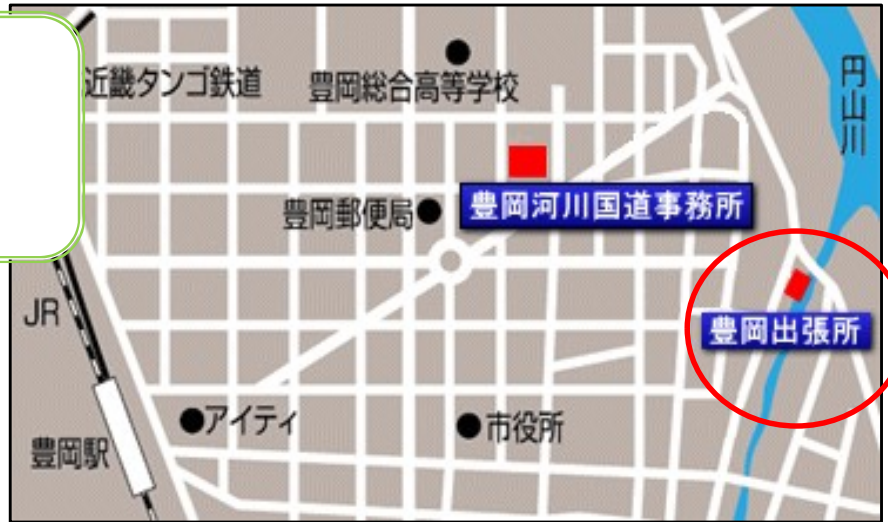 近畿タンゴ鉄道
豊岡総合高等学校
円山川
豊岡郵便局
豊岡河川国道事務所
JR
豊岡出張所
アイティ
市役所
豊岡駅